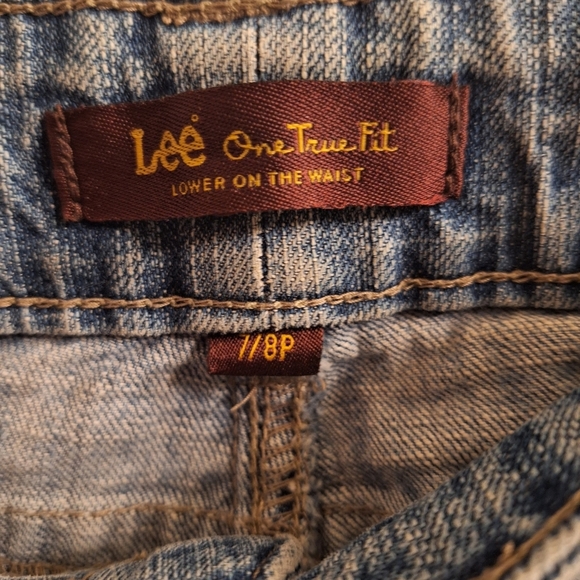 Lee® One True Fit
LOWER ON THE WAIST
7/8P